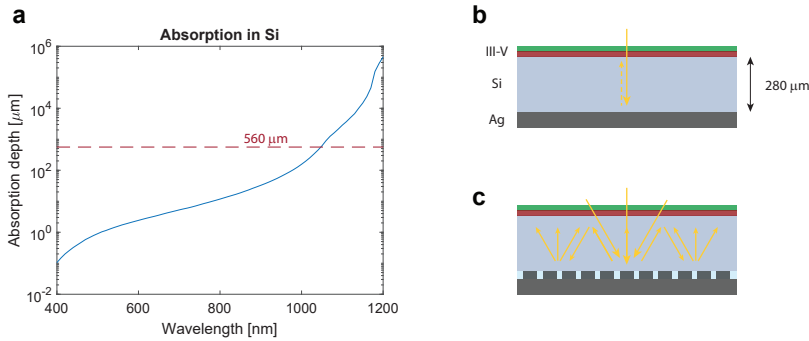 a
Absorption in Si
Absorption depth [μm]
10^6
10^4
10^2
10^0
10^-2
560 μm
400
600
800
1000
1200
Wavelength [nm]
b
III-V
Si
Ag
280 μm
c